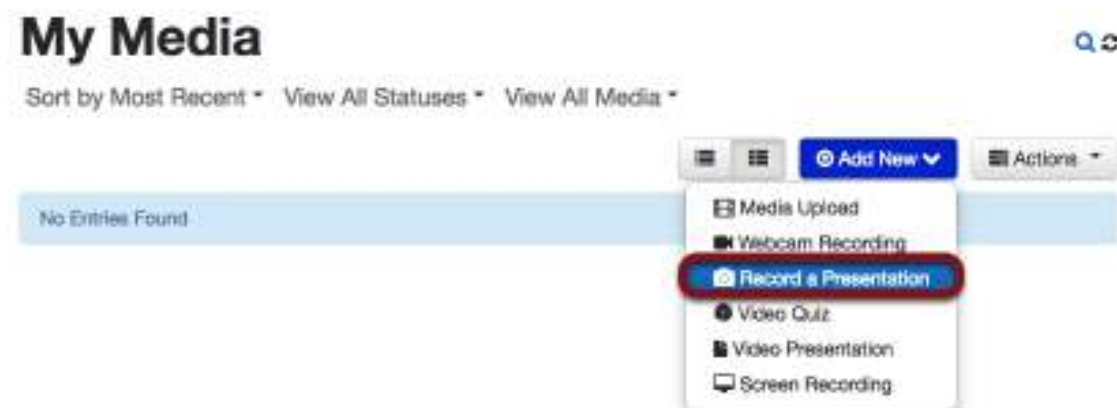 My Media
Sort by Most Recent View All Statuses View All Media
Add New Actions
No Entries Found
Media Upload
Webcam Recording
Record a Presentation
Video Quiz
Video Presentation
Screen Recording